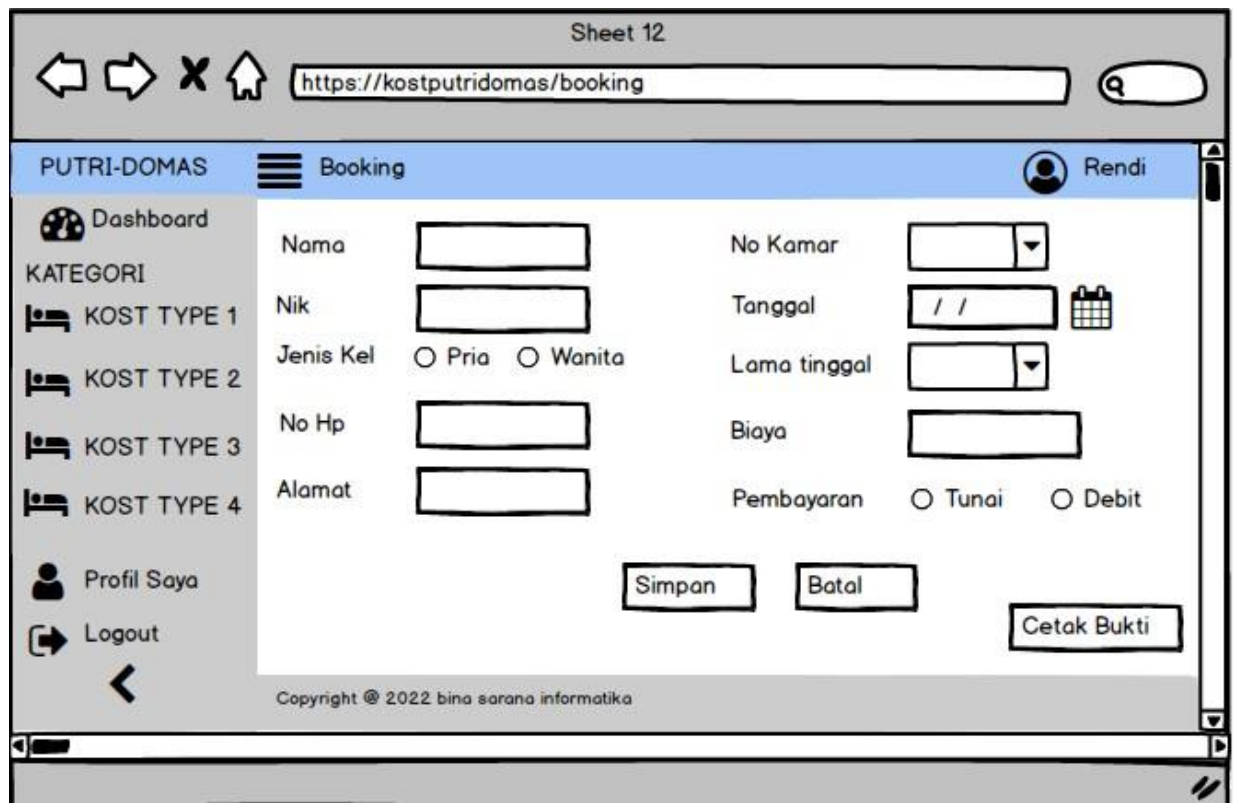 Sheet 12
https://kostputridomas/booking
PUTRI-DOMAS
Booking
Rendi
Dashboard
KATEGORI
KOST TYPE 1
KOST TYPE 2
KOST TYPE 3
KOST TYPE 4
Profil Saya
Logout
Nama
Nik
Jenis Kel Pria Wanita
No Hp
Alamat
No Kamar
Tanggal / /
Lama tinggal
Biaya
Pembayaran Tunai Debit
Simpan Batal
Cetak Bukti
Copyright @ 2022 bina sarana informatika